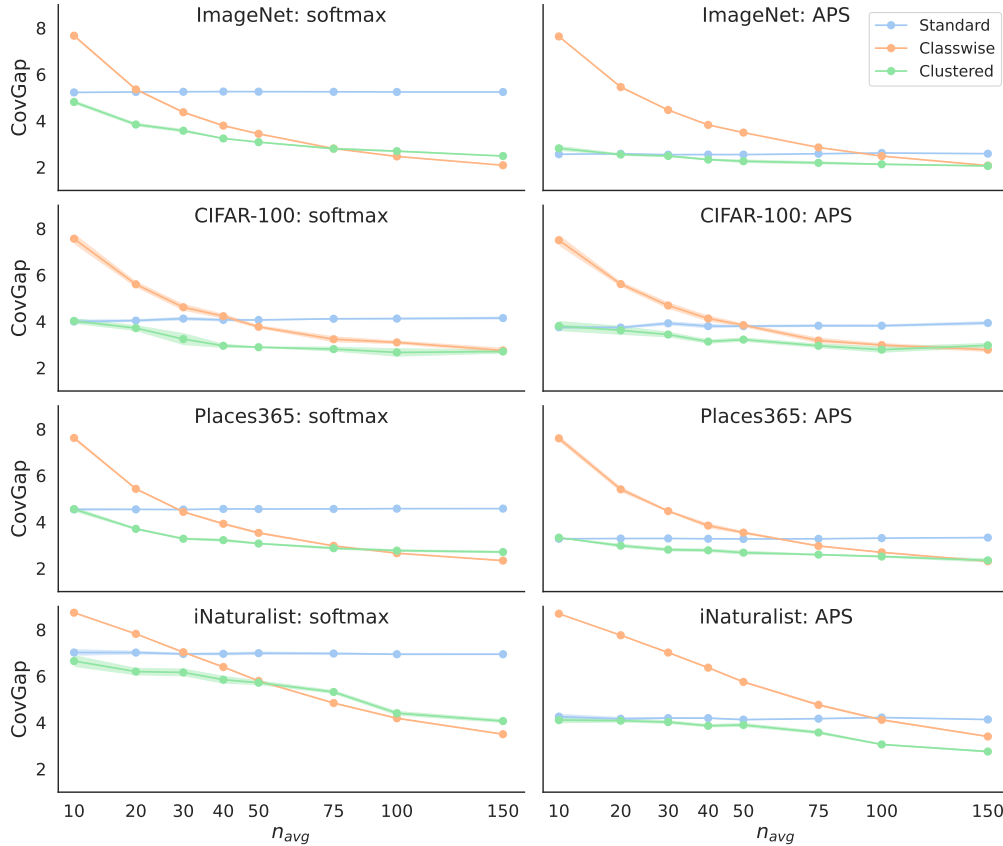 ImageNet: softmax
CovGap
8
6
4
2
ImageNet: APS
Standard
Classwise
Clustered
CIFAR-100: softmax
CovGap
8
6
4
2
CIFAR-100: APS
Places365: softmax
CovGap
8
6
4
2
Places365: APS
iNaturalist: softmax
CovGap
8
6
4
2
10 20 30 40 50 75 100 150
n_avg
iNaturalist: APS
10 20 30 40 50 75 100 150
n_avg